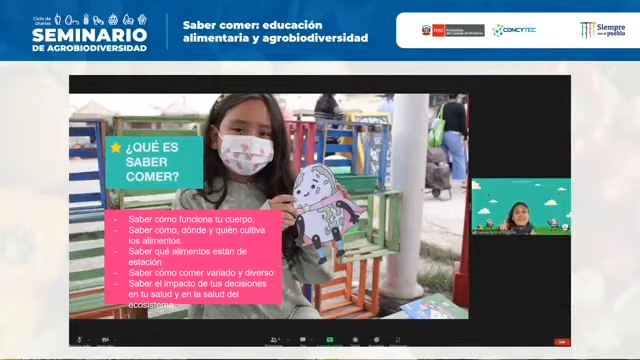 Ciclo de charlas
SEMINARIO
DE AGROBIODIVERSIDAD
Saber comer: educación
alimentaria y agrobiodiversidad
PERÚ
CONCYTEC
Siempre
con el pueblo
¿QUÉ ES
SABER
COMER?
- Saber cómo funciona tu cuerpo.
- Saber cómo, dónde y quién cultiva
los alimentos.
- Saber qué alimentos están de
estación
- Saber cómo comer variado y diverso
- Saber el impacto de tus decisiones
en tu salud y en la salud del
ecosistema.